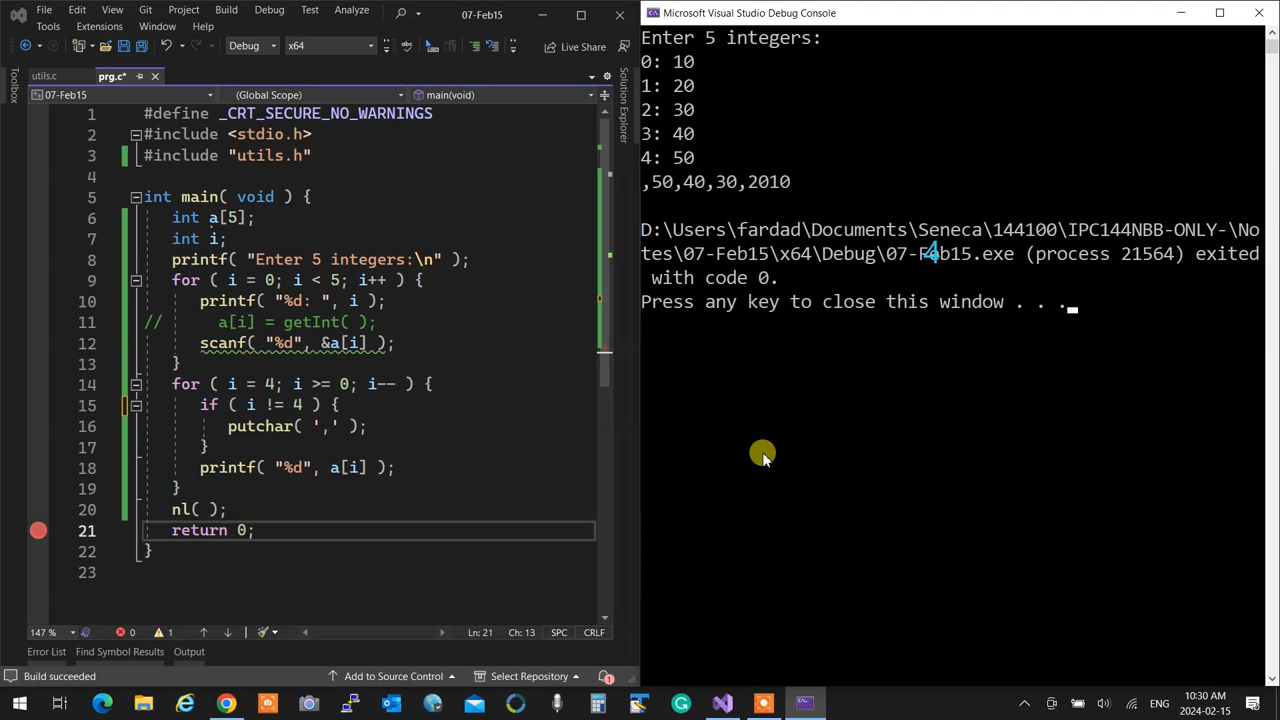 File Edit View Git Project Build Debug Test Analyze 07-Feb15
Tools Extensions Window Help
Debug x64 Live Share
utils.c prg.c*
07-Feb15 (Global Scope) main(void)
Toolbox
Solution Explorer
1 #define _CRT_SECURE_NO_WARNINGS
2 #include <stdio.h>
3 #include "utils.h"
4
5 int main( void ) {
6 int a[5];
7 int i;
8 printf( "Enter 5 integers:\n" );
9 for ( i = 0; i < 5; i++ ) {
10 printf( "%d: ", i );
11 // a[i] = getInt( );
12 scanf( "%d", &a[i] );
13 }
14 for ( i = 4; i >= 0; i-- ) {
15 if ( i != 4 ) {
16 putchar( ',' );
17 }
18 printf( "%d", a[i] );
19 }
20 nl( );
21 return 0;
22 }
23
147 % 0 1 Ln: 21 Ch: 13 SPC CRLF
Error List Find Symbol Results Output
Build succeeded Add to Source Control Select Repository 1
Microsoft Visual Studio Debug Console
Enter 5 integers:
0: 10
1: 20
2: 30
3: 40
4: 50
,50,40,30,2010
D:\Users\fardad\Documents\Seneca\144100\IPC144NBB-ONLY-\No
tes\07-Feb15\x64\Debug\07-Feb15.exe (process 21564) exited
with code 0.
Press any key to close this window . . .
4
ENG
10:30 AM
2024-02-15